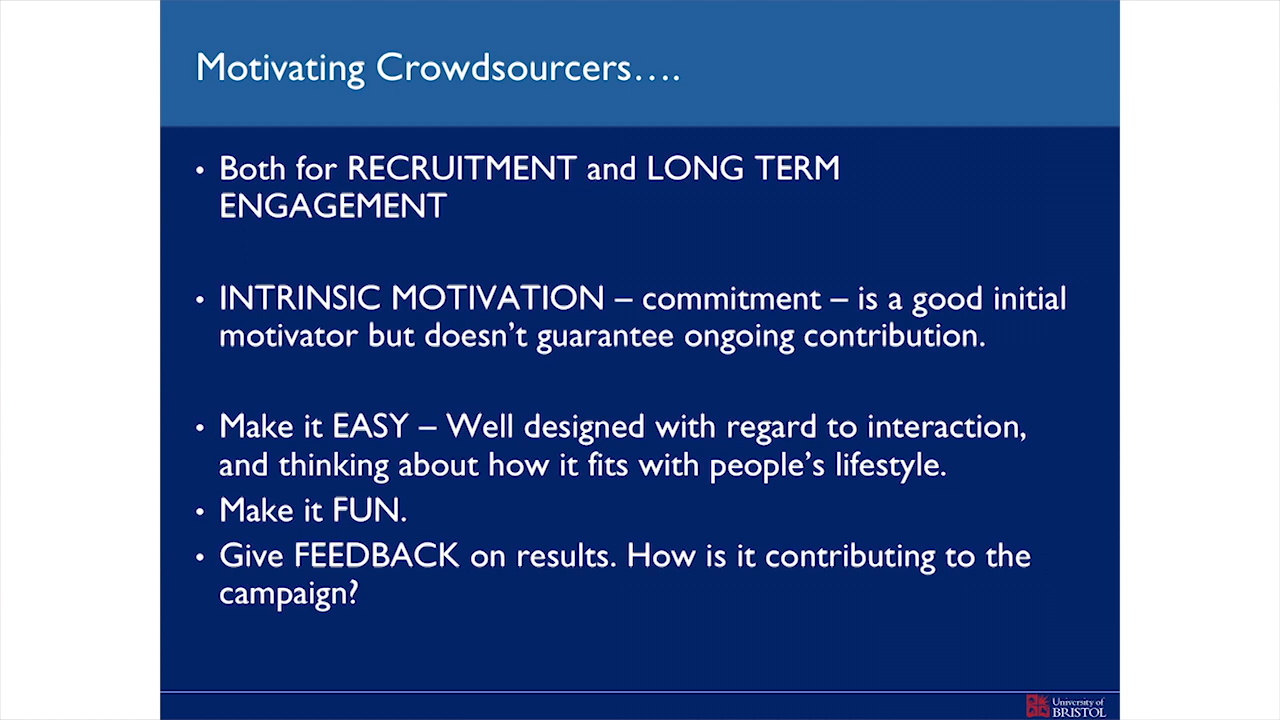 Motivating Crowdsourcers….
• Both for RECRUITMENT and LONG TERM
ENGAGEMENT
• INTRINSIC MOTIVATION – commitment – is a good initial
motivator but doesn’t guarantee ongoing contribution.
• Make it EASY – Well designed with regard to interaction,
and thinking about how it fits with people’s lifestyle.
• Make it FUN.
• Give FEEDBACK on results. How is it contributing to the
campaign?
University of
BRISTOL